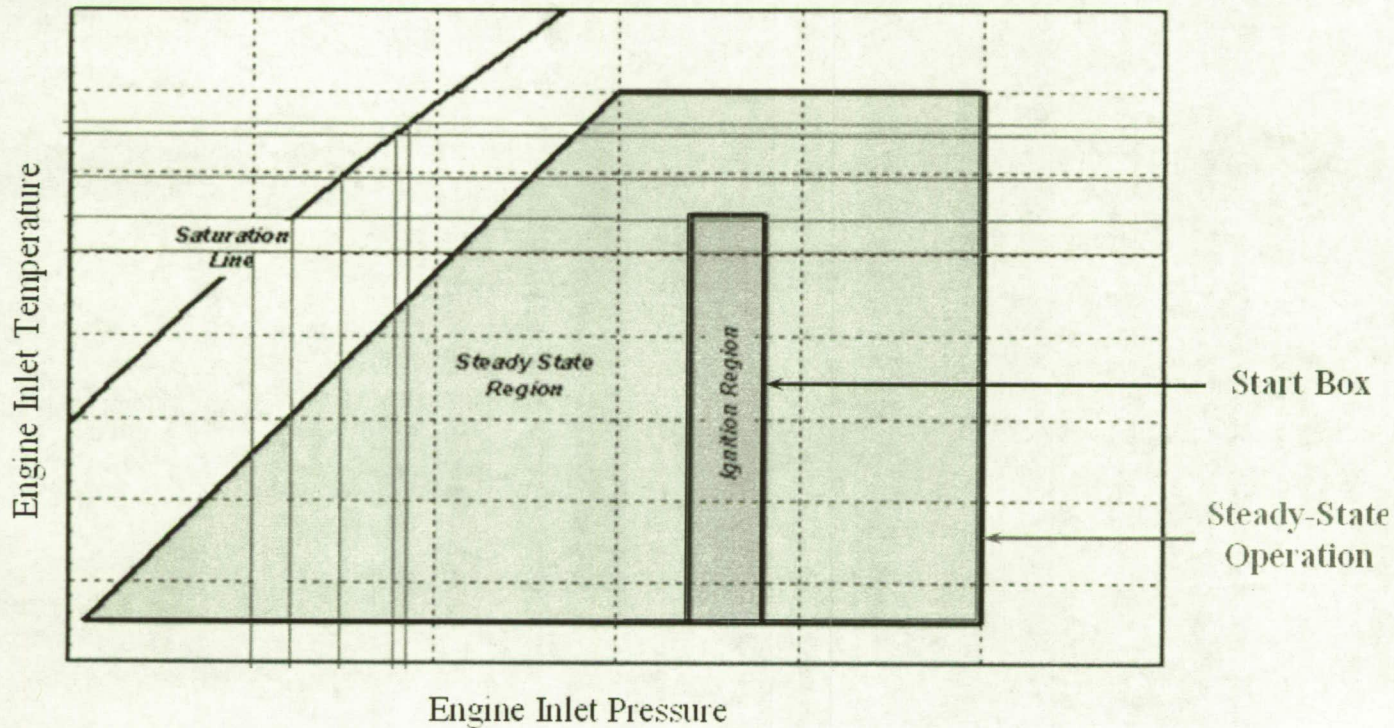 Engine Inlet Temperature
Saturation
Line
Steady State
Region
Ignition Region
Start Box
Steady-State
Operation
Engine Inlet Pressure